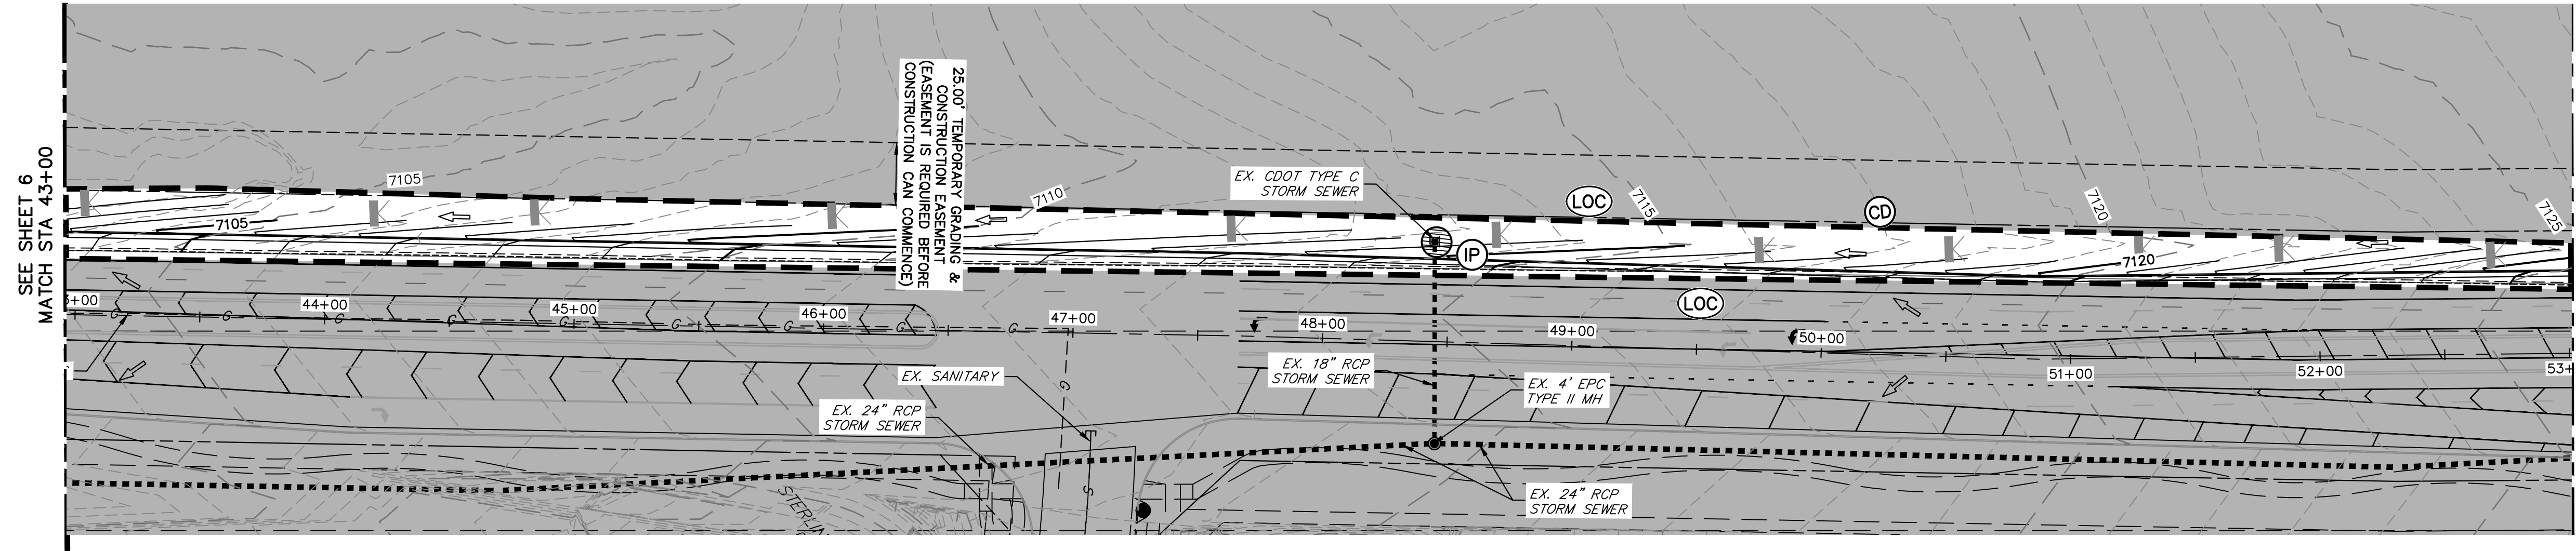 SEE SHEET 6
MATCH STA 43+00
25.00' TEMPORARY GRADING &
CONSTRUCTION EASEMENT
(EASEMENT IS REQUIRED BEFORE
CONSTRUCTION CAN COMMENCE)
EX. CDOT TYPE C
STORM SEWER
LOC
CD
7105
7110
7115
7120
7125
7105
IP
7120
LOC
3+00
44+00
45+00
46+00
47+00
48+00
49+00
50+00
51+00
52+00
53+
G
G
G
G
G
G
G
G
G
G
EX. SANITARY
EX. 18" RCP
STORM SEWER
EX. 4' EPC
TYPE II MH
EX. 24" RCP
STORM SEWER
EX. 24" RCP
STORM SEWER
S
STERLIN